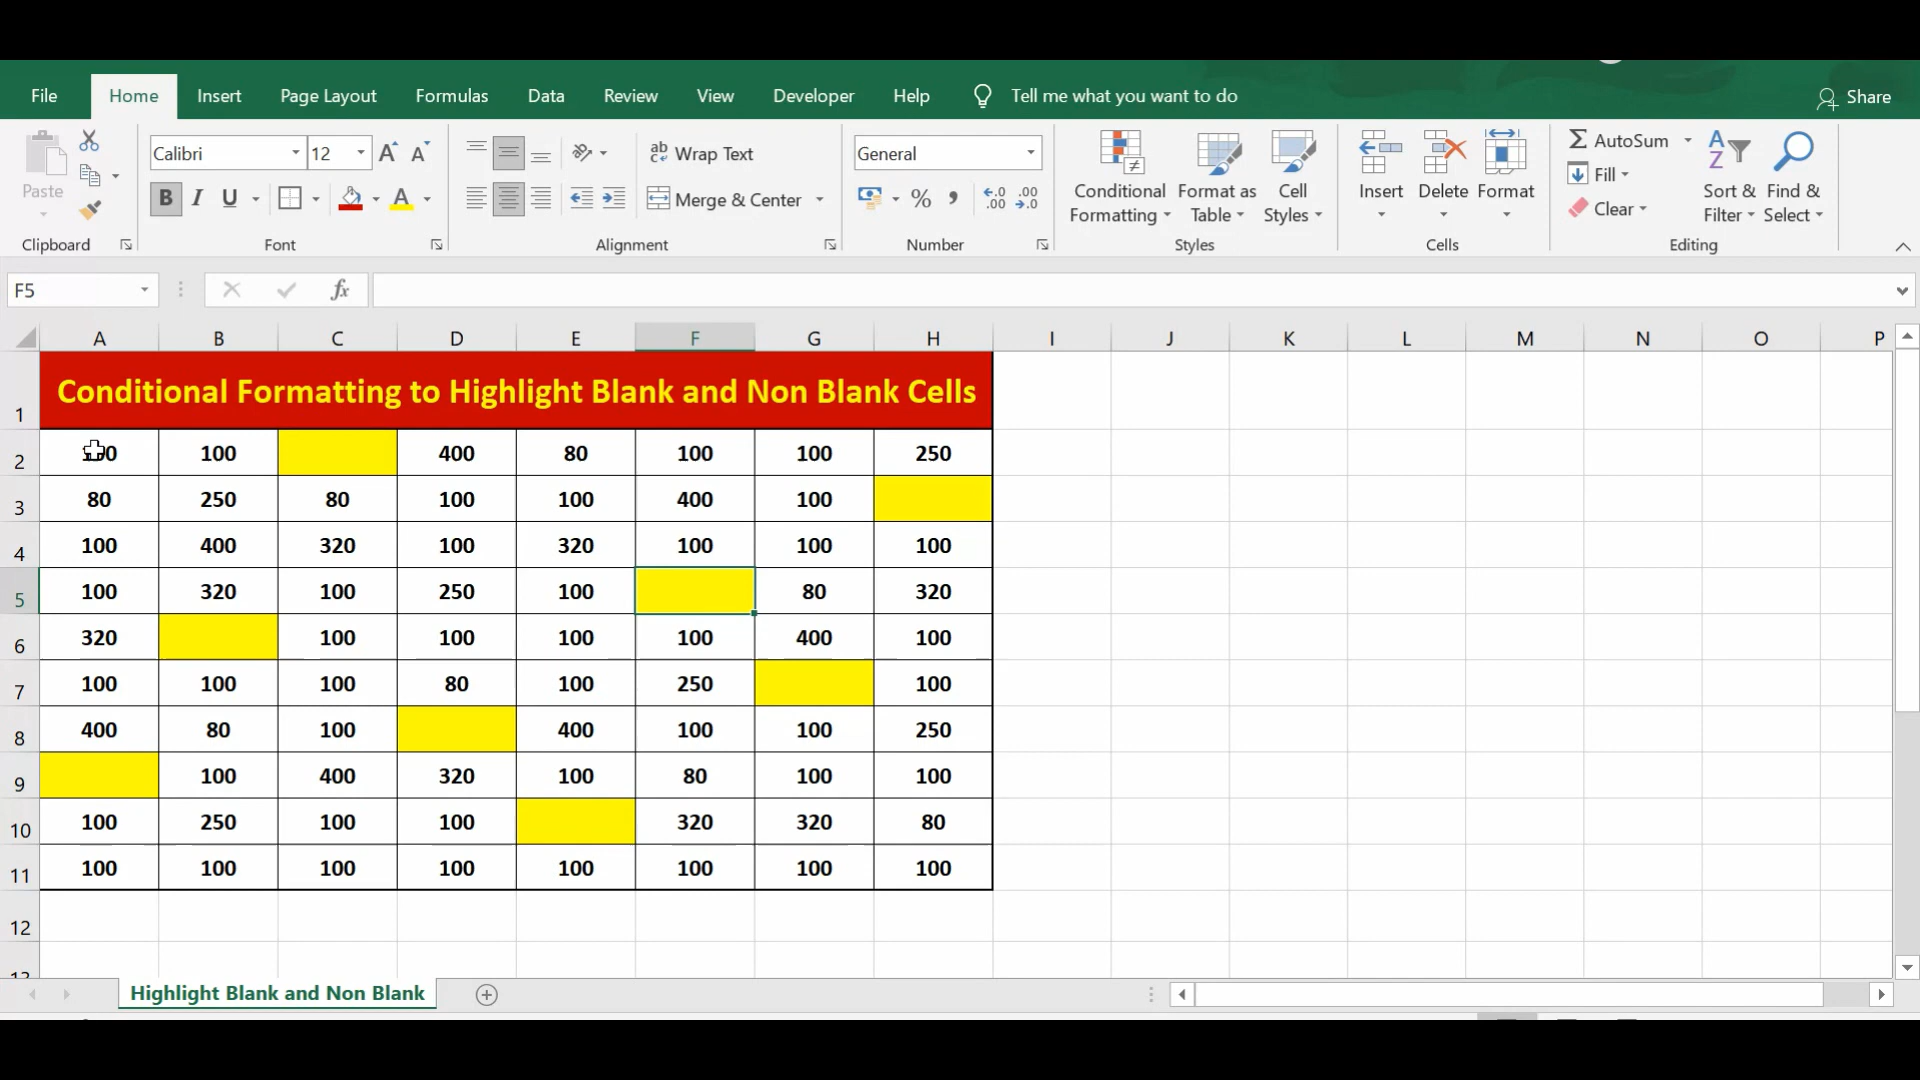 File Home Insert Page Layout Formulas Data Review View Developer Help Tell me what you want to do Share
Paste
Clipboard
Calibri 12
B I U A
Font
ab Wrap Text
Merge & Center
Alignment
General
% ,
Number
Conditional Formatting
Format as Table
Cell Styles
Styles
Insert Delete Format
Cells
Σ AutoSum
Fill
Clear
Sort & Filter
Find & Select
Editing
F5 fx
A B C D E F G H I J K L M N O P
1 Conditional Formatting to Highlight Blank and Non Blank Cells
2 100 400 80 100 100 250
3 80 250 80 100 100 400 100
4 100 400 320 100 320 100 100 100
5 100 320 100 250 100 80 320
6 320 100 100 100 100 400 100
7 100 100 100 80 100 250 100
8 400 80 100 400 100 100 250
9 100 400 320 100 80 100 100
10 100 250 100 100 320 320 80
11 100 100 100 100 100 100 100 100
12
Highlight Blank and Non Blank